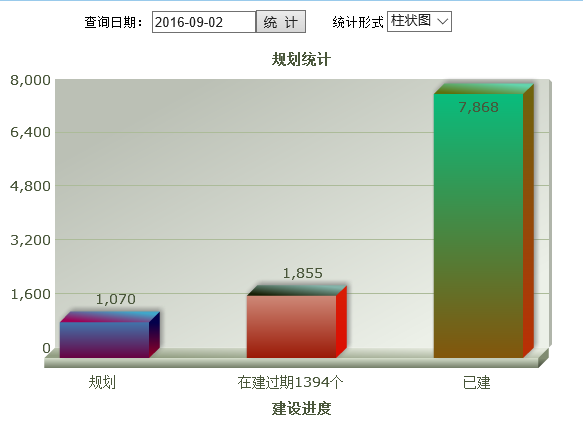 查询日期： 2016-09-02 统 计 统计形式 柱状图
规划统计
8,000
7,868
6,400
4,800
3,200
1,855
1,600
1,070
0
规划 在建过期1394个 已建
建设进度